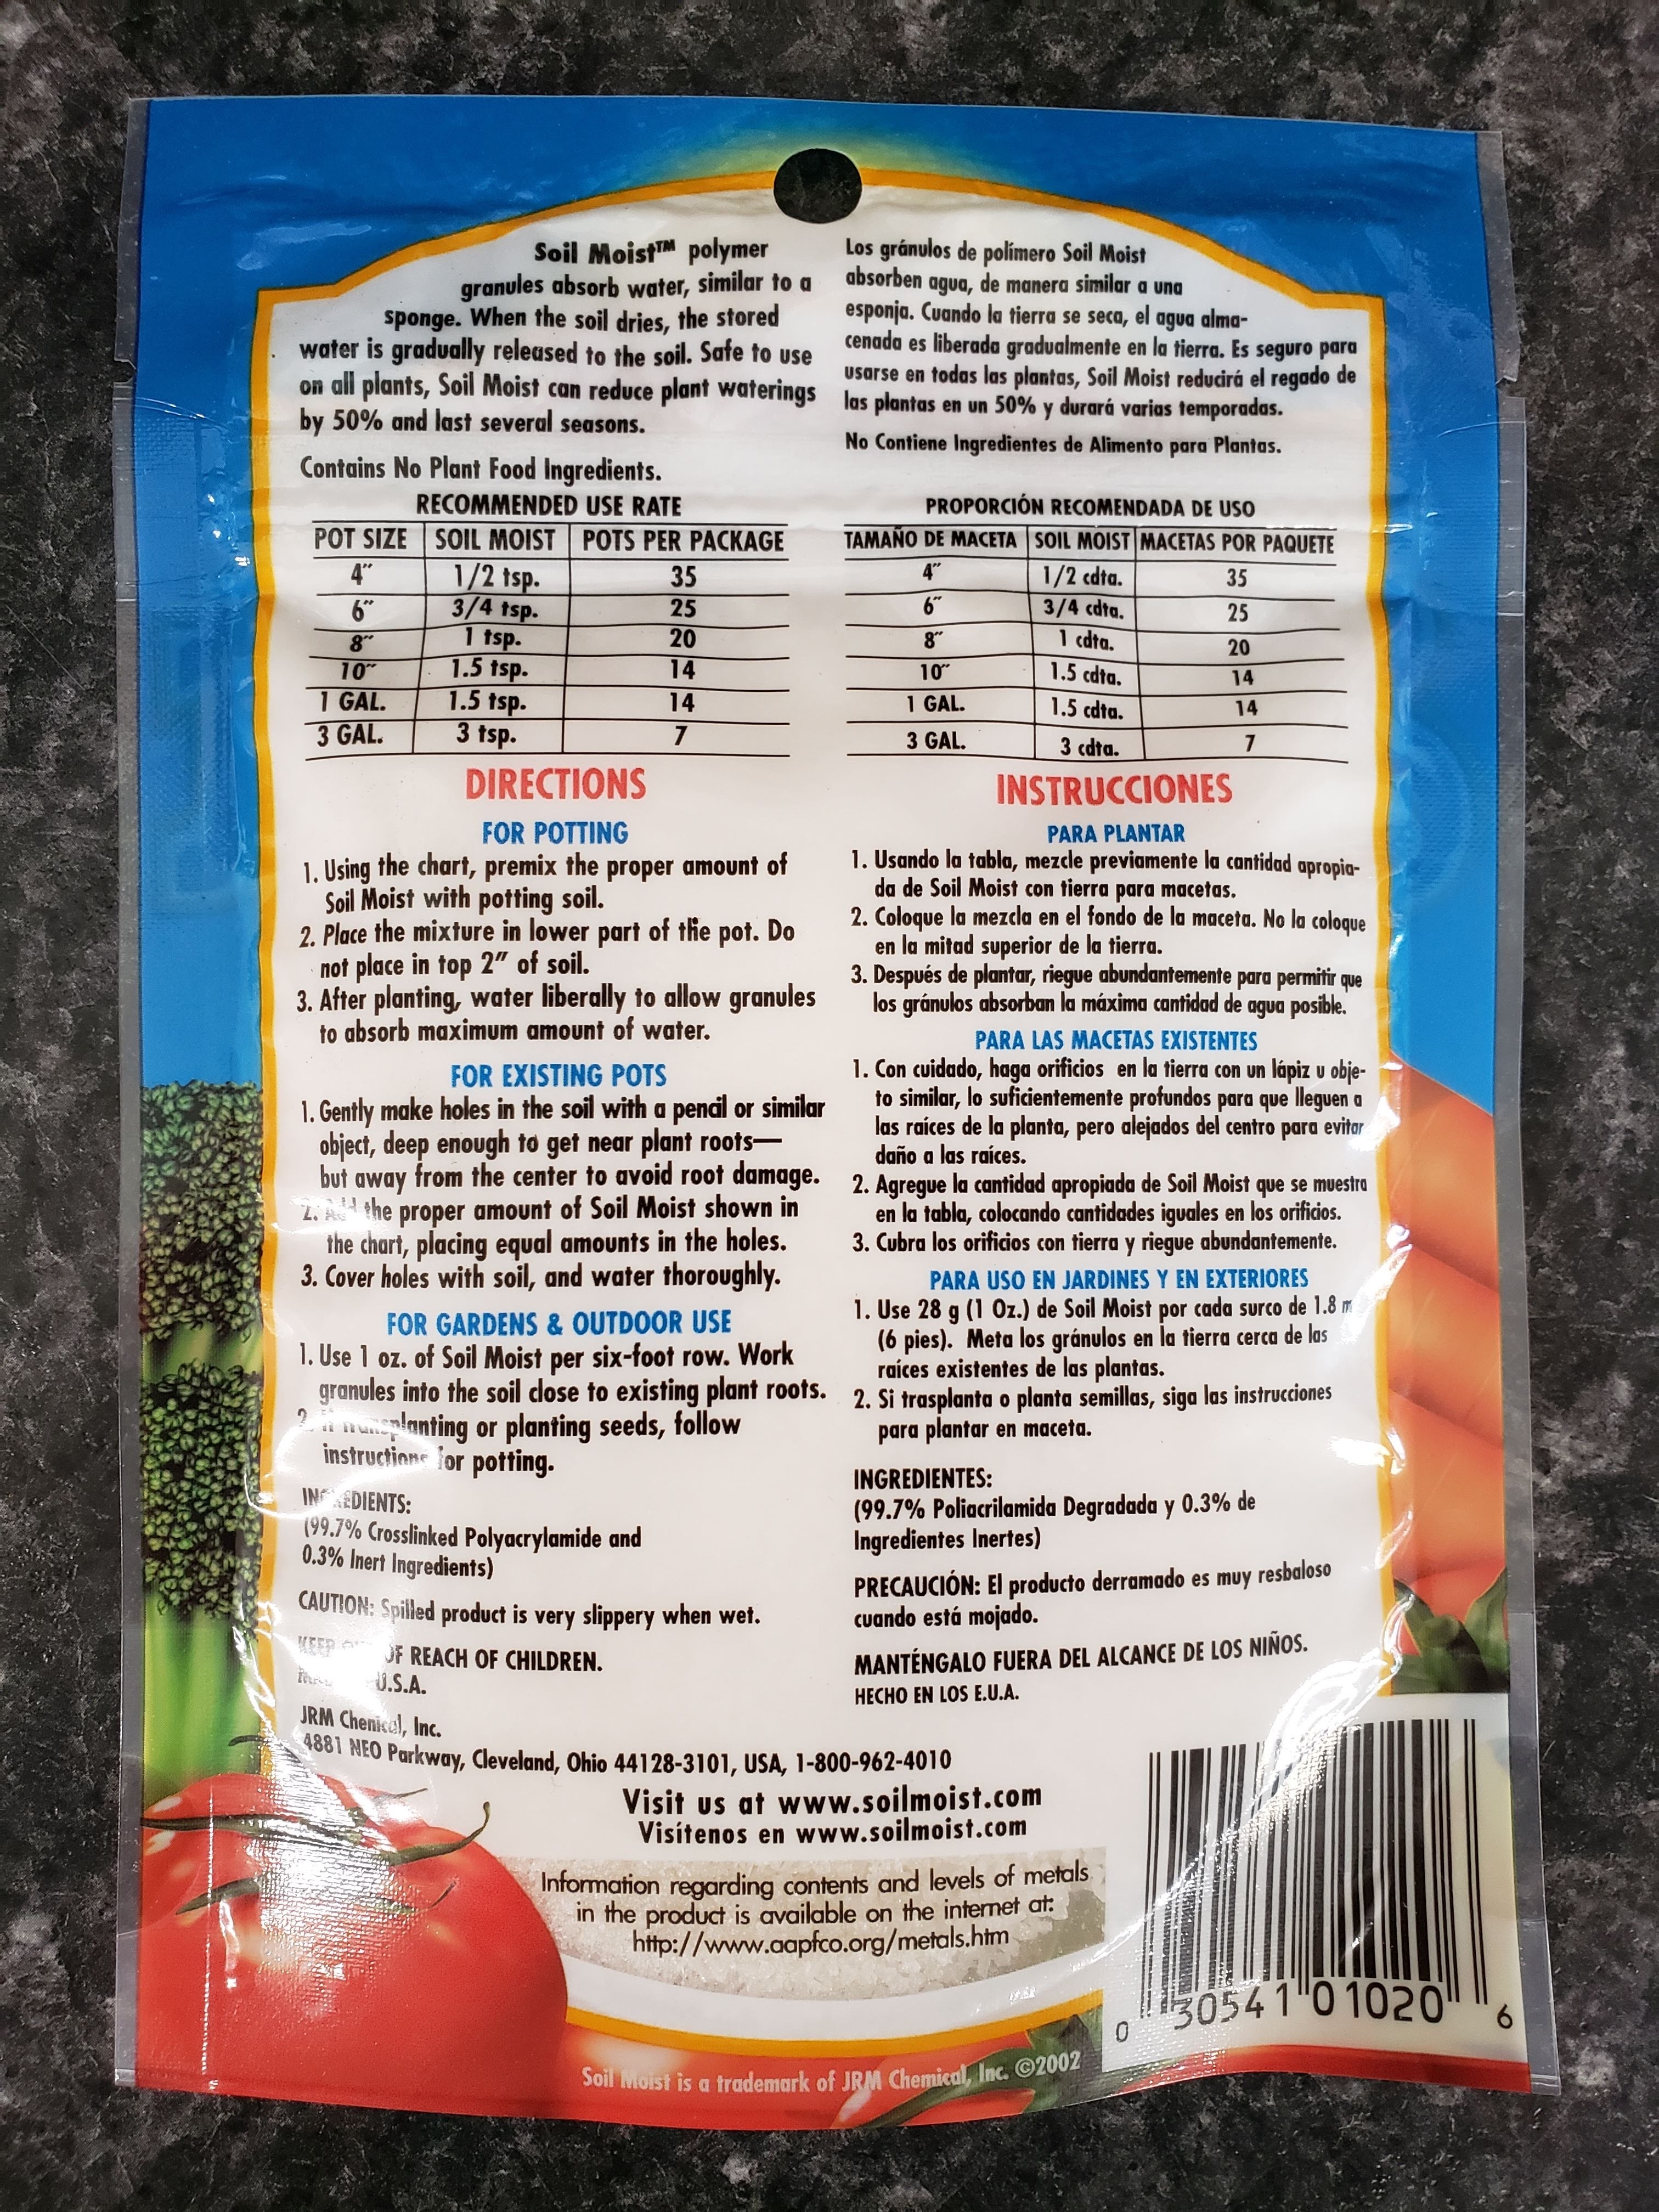 Soil Moist™ polymer
granules absorb water, similar to a
sponge. When the soil dries, the stored
water is gradually released to the soil. Safe to use
on all plants, Soil Moist can reduce plant waterings
by 50% and last several seasons.
Contains No Plant Food Ingredients.
RECOMMENDED USE RATE
POT SIZE SOIL MOIST POTS PER PACKAGE
4" 1/2 tsp. 35
6" 3/4 tsp. 25
8" 1 tsp. 20
10" 1.5 tsp. 14
1 GAL. 1.5 tsp. 14
3 GAL. 3 tsp. 7
DIRECTIONS
FOR POTTING
1. Using the chart, premix the proper amount of
Soil Moist with potting soil.
2. Place the mixture in lower part of the pot. Do
not place in top 2" of soil.
3. After planting, water liberally to allow granules
to absorb maximum amount of water.
FOR EXISTING POTS
1. Gently make holes in the soil with a pencil or similar
object, deep enough to get near plant roots—
but away from the center to avoid root damage.
2. Add the proper amount of Soil Moist shown in
the chart, placing equal amounts in the holes.
3. Cover holes with soil, and water thoroughly.
FOR GARDENS & OUTDOOR USE
1. Use 1 oz. of Soil Moist per six-foot row. Work
granules into the soil close to existing plant roots.
2. If transplanting or planting seeds, follow
instructions for potting.
INGREDIENTS:
(99.7% Crosslinked Polyacrylamide and
0.3% Inert Ingredients)
CAUTION: Spilled product is very slippery when wet.
KEEP OUT OF REACH OF CHILDREN.
U.S.A.
JRM Chemical, Inc.
4881 NEO Parkway, Cleveland, Ohio 44128-3101, USA, 1-800-962-4010
Los gránulos de polímero Soil Moist
absorben agua, de manera similar a una
esponja. Cuando la tierra se seca, el agua alma-
cenada es liberada gradualmente en la tierra. Es seguro para
usarse en todas las plantas, Soil Moist reducirá el regado de
las plantas en un 50% y durará varias temporadas.
No Contiene Ingredientes de Alimento para Plantas.
PROPORCIÓN RECOMENDADA DE USO
TAMAÑO DE MACETA SOIL MOIST MACETAS POR PAQUETE
4" 1/2 cdta. 35
6" 3/4 cdta. 25
8" 1 cdta. 20
10" 1.5 cdta. 14
1 GAL. 1.5 cdta. 14
3 GAL. 3 cdta. 7
INSTRUCCIONES
PARA PLANTAR
1. Usando la tabla, mezcle previamente la cantidad apropia-
da de Soil Moist con tierra para macetas.
2. Coloque la mezcla en el fondo de la maceta. No la coloque
en la mitad superior de la tierra.
3. Después de plantar, riegue abundantemente para permitir que
los gránulos absorban la máxima cantidad de agua posible.
PARA LAS MACETAS EXISTENTES
1. Con cuidado, haga orificios en la tierra con un lápiz u obje-
to similar, lo suficientemente profundos para que lleguen a
las raíces de la planta, pero alejados del centro para evitar
daño a las raíces.
2. Agregue la cantidad apropiada de Soil Moist que se muestra
en la tabla, colocando cantidades iguales en los orificios.
3. Cubra los orificios con tierra y riegue abundantemente.
PARA USO EN JARDINES Y EN EXTERIORES
1. Use 28 g (1 Oz.) de Soil Moist por cada surco de 1.8 m
(6 pies). Meta los gránulos en la tierra cerca de las
raíces existentes de las plantas.
2. Si trasplanta o planta semillas, siga las instrucciones
para plantar en maceta.
INGREDIENTES:
(99.7% Poliacrilamida Degradada y 0.3% de
Ingredientes Inertes)
PRECAUCIÓN: El producto derramado es muy resbaloso
cuando está mojado.
MANTÉNGALO FUERA DEL ALCANCE DE LOS NIÑOS.
HECHO EN LOS E.U.A.
Visit us at www.soilmoist.com
Visítenos en www.soilmoist.com
Information regarding contents and levels of metals
in the product is available on the internet at:
http://www.aapfco.org/metals.htm
0 30541 01020 6
Soil Moist is a trademark of JRM Chemical, Inc. ©2002